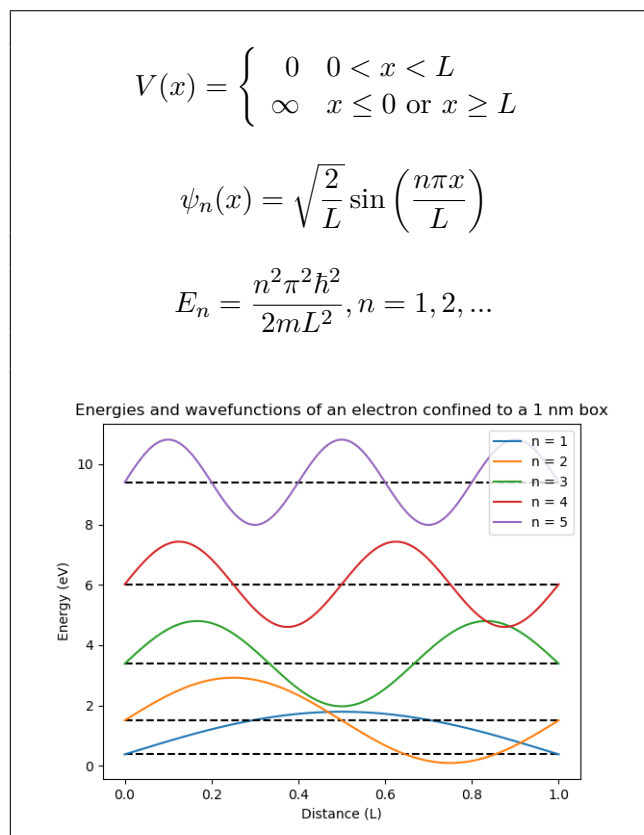 V(x) = { 0 0 < x < L
∞ x ≤ 0 or x ≥ L
ψₙ(x) = √(2/L) sin (nπx/L)
Eₙ = n²π²ħ²/2mL², n = 1, 2, ...
Energies and wavefunctions of an electron confined to a 1 nm box
n = 1
n = 2
n = 3
n = 4
n = 5
10
8
6
4
2
0
Energy (eV)
0.0 0.2 0.4 0.6 0.8 1.0
Distance (L)